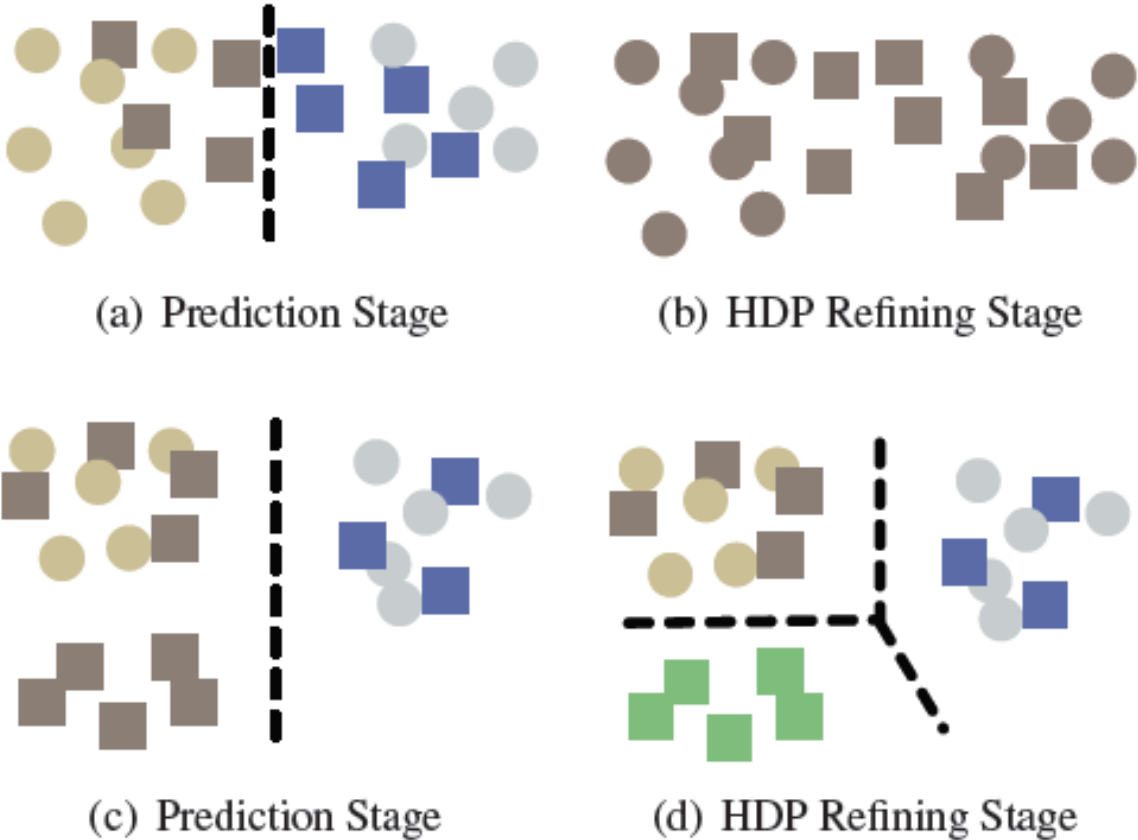 (a) Prediction Stage
(b) HDP Refining Stage
(c) Prediction Stage
(d) HDP Refining Stage